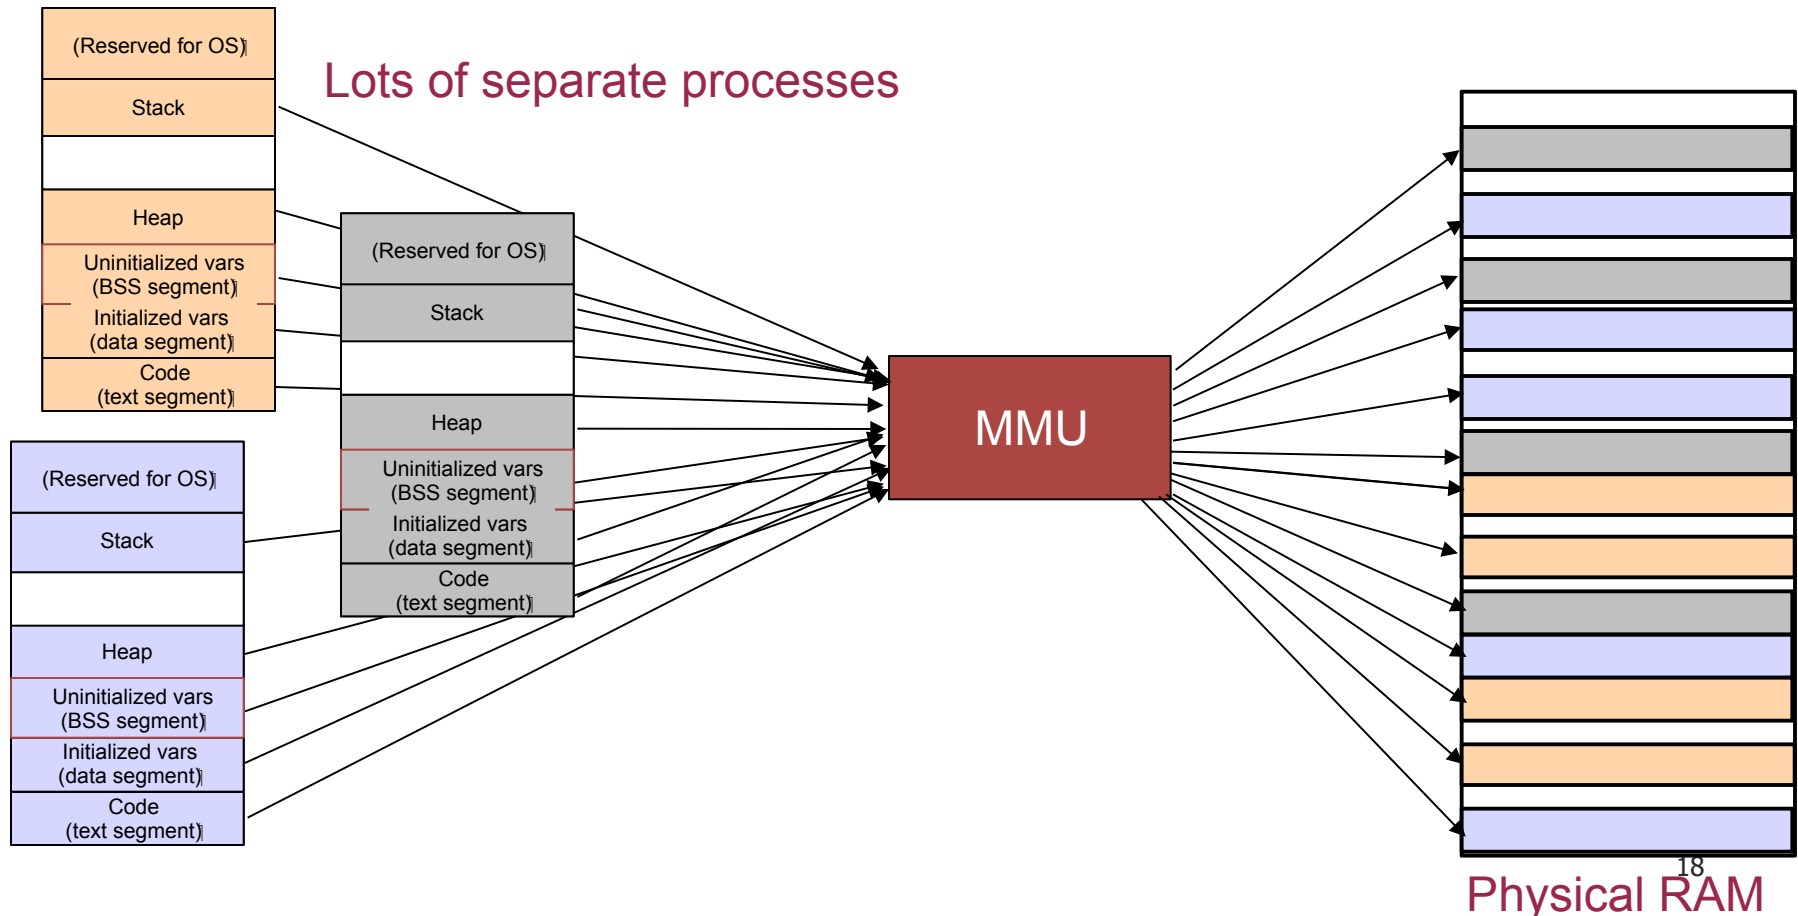 Lots of separate processes
(Reserved for OS)
Stack
Heap
Uninitialized vars
(BSS segment)
Initialized vars
(data segment)
Code
(text segment)
(Reserved for OS)
Stack
Heap
Uninitialized vars
(BSS segment)
Initialized vars
(data segment)
Code
(text segment)
(Reserved for OS)
Stack
Heap
Uninitialized vars
(BSS segment)
Initialized vars
(data segment)
Code
(text segment)
MMU
18
Physical RAM